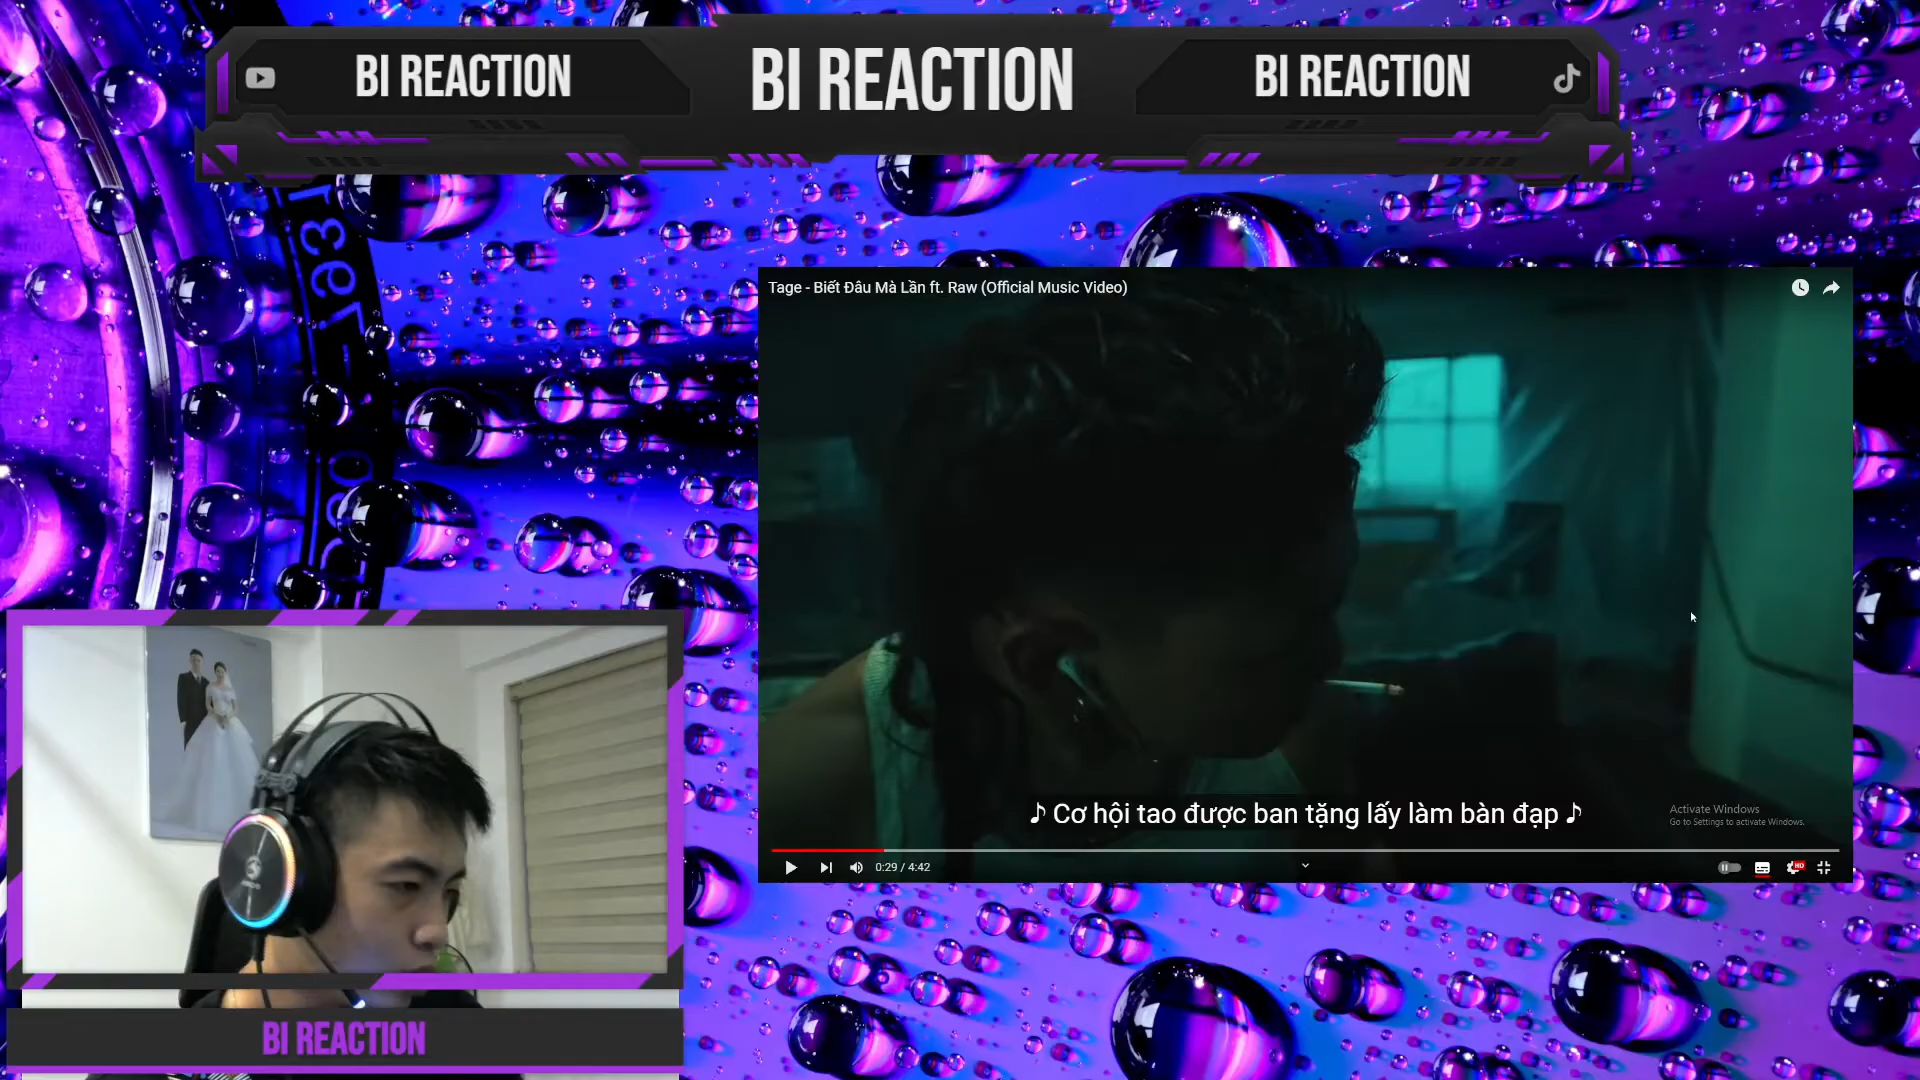 BI REACTION
BI REACTION
BI REACTION
Tage - Biết Đâu Mà Lần ft. Raw (Official Music Video)
♪ Cơ hội tao được ban tặng lấy làm bàn đạp ♪
Activate Windows
Go to Settings to activate Windows.
0:29 / 4:42
HD
BI REACTION